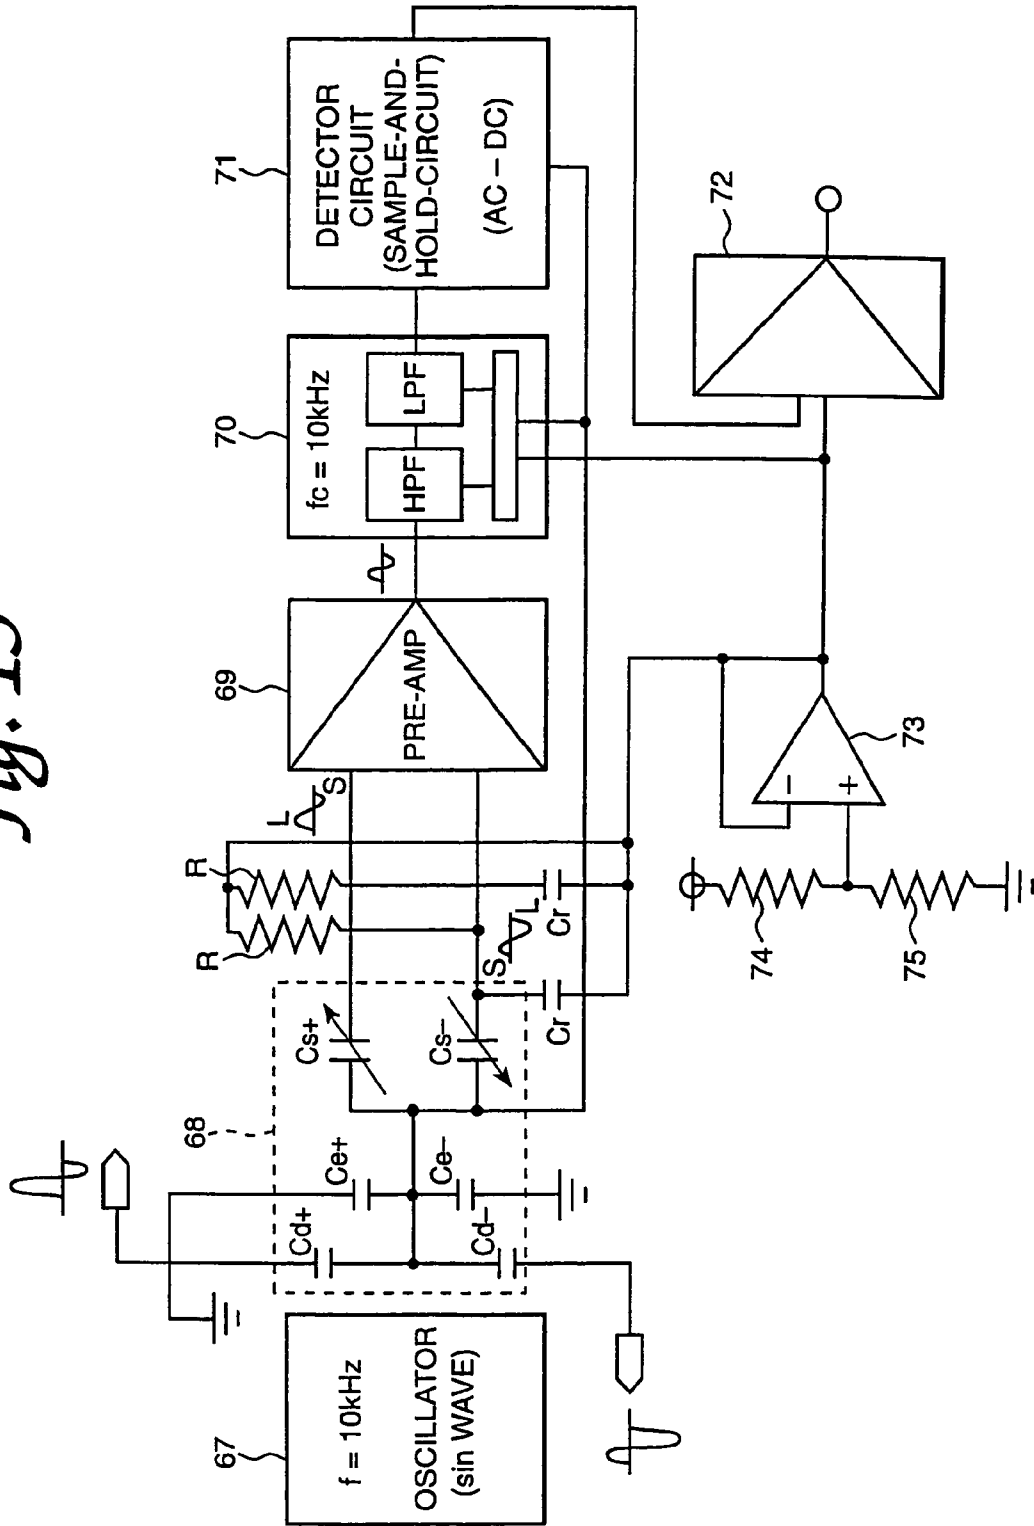 Fig. 15
67
f = 10kHz
OSCILLATOR
(sin WAVE)
68
Cd+
Cd−
Ce+
Ce−
Cs+
Cs−
R
R
Cr
Cr
L
S
S
L
69
PRE-AMP
70
fc = 10kHz
HPF
LPF
71
DETECTOR
CIRCUIT
(SAMPLE-AND-
HOLD-CIRCUIT)
(AC – DC)
72
73
−
+
74
75